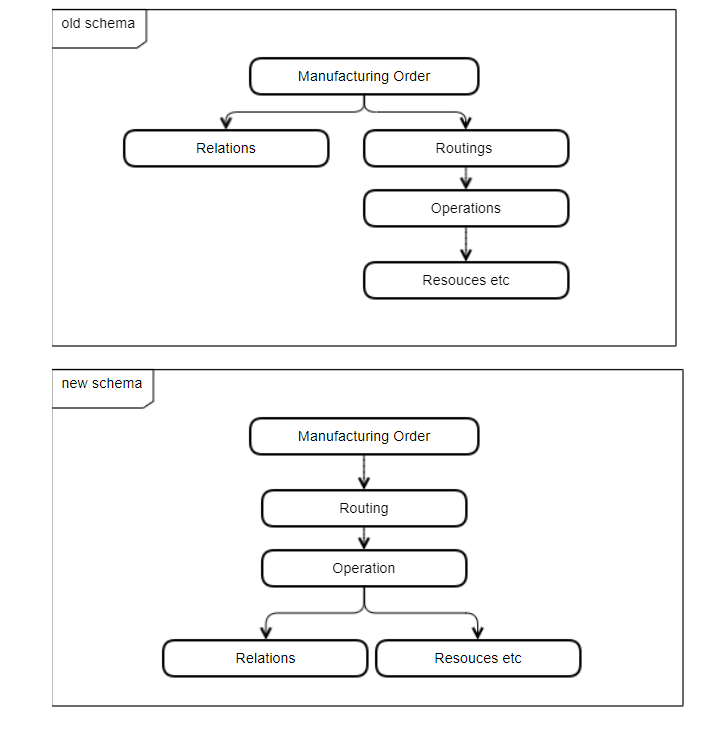 old schema
Manufacturing Order
Relations
Routings
Operations
Resouces etc
new schema
Manufacturing Order
Routing
Operation
Relations
Resouces etc